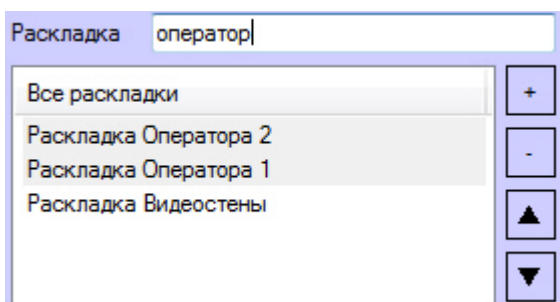 Раскладка оператор
Все раскладки +
Раскладка Оператора 2
Раскладка Оператора 1 -
Раскладка Видеостены
▲
▼